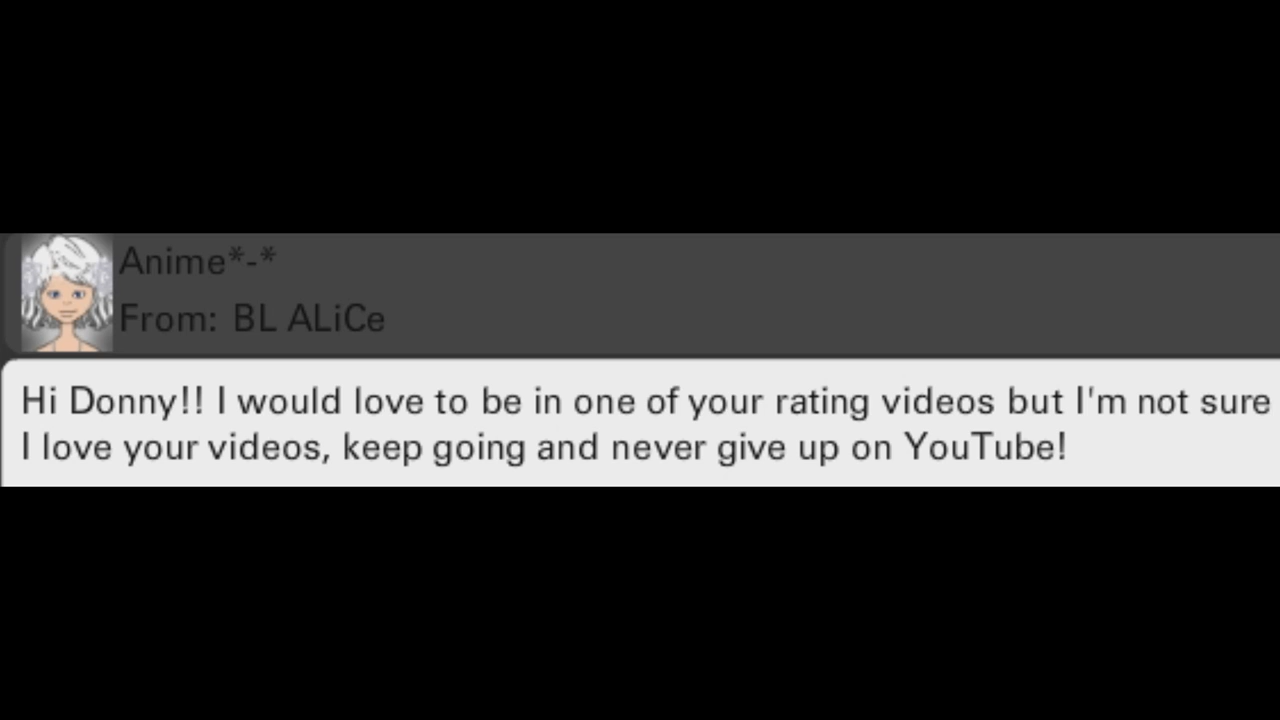 Anime*-*
From: BL ALiCe
Hi Donny!! I would love to be in one of your rating videos but I'm not sure
I love your videos, keep going and never give up on YouTube!